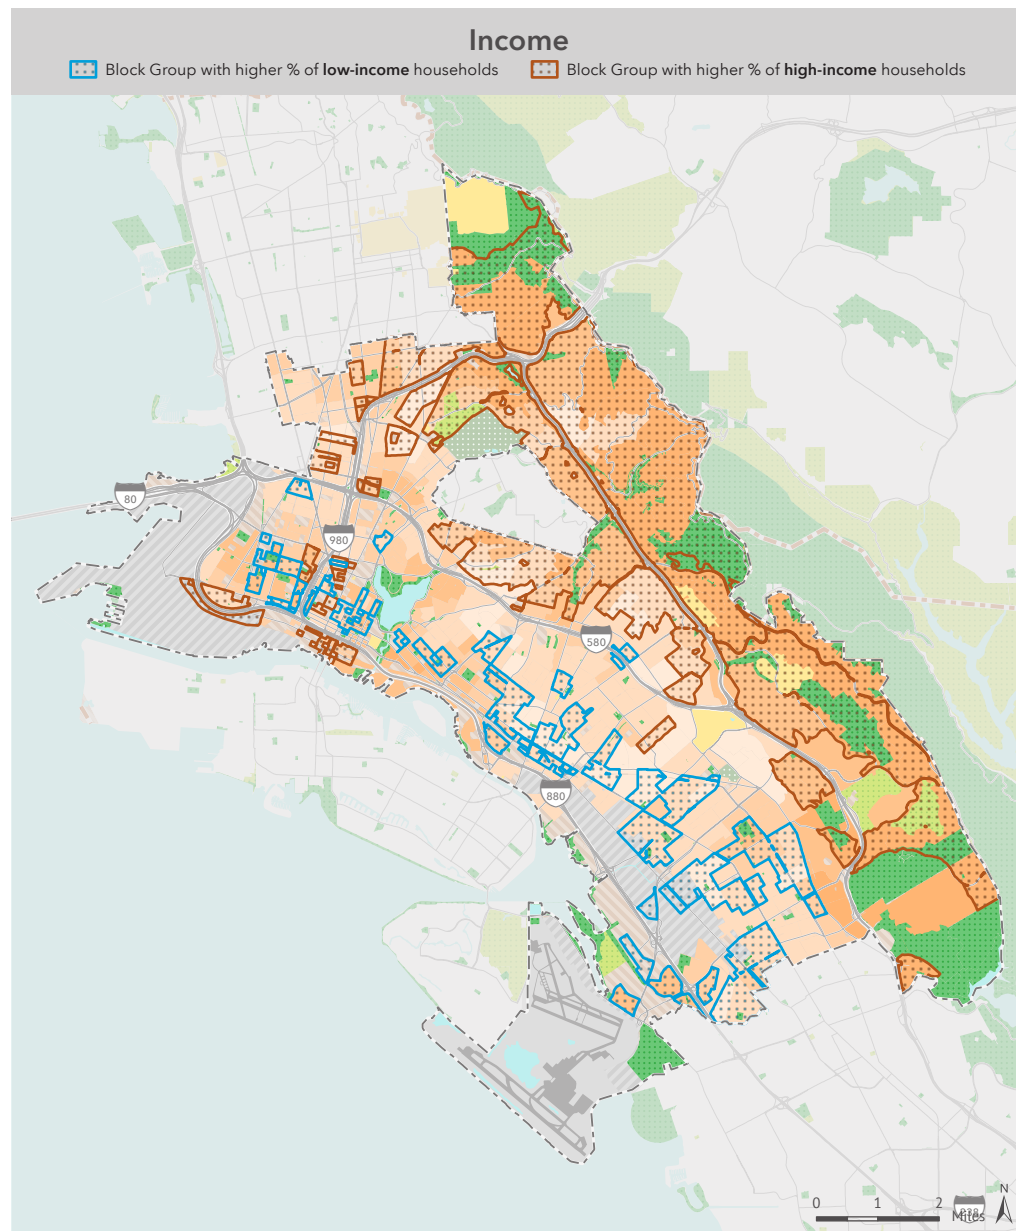 Income
Block Group with higher % of low-income households
Block Group with higher % of high-income households
80
980
580
880
0 1 2
Miles
N